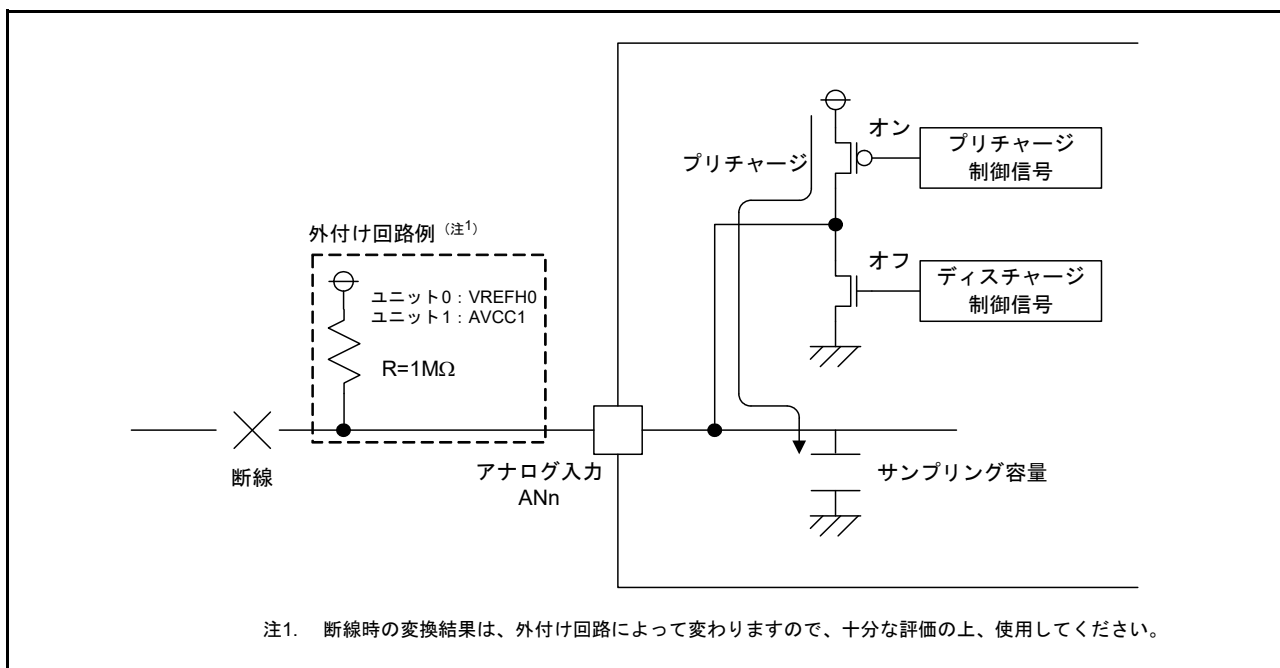 オン
プリチャージ
制御信号
プリチャージ
外付け回路例（注1）
オフ
ディスチャージ
制御信号
ユニット0：VREFH0
ユニット1：AVCC1
R=1MΩ
断線
アナログ入力
ANn
サンプリング容量
注1. 断線時の変換結果は、外付け回路によって変わりますので、十分な評価の上、使用してください。